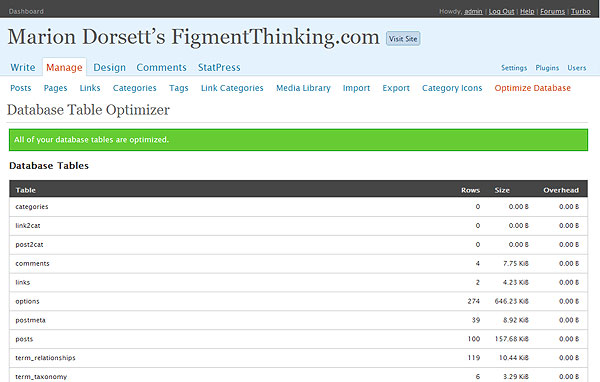 Dashboard Howdy, admin | Log Out | Help | Forums | Turbo
Marion Dorsett's FigmentThinking.com Visit Site
Write Manage Design Comments StatPress Settings Plugins Users
Posts Pages Links Categories Tags Link Categories Media Library Import Export Category Icons Optimize Database
Database Table Optimizer
All of your database tables are optimized.
Database Tables
Table Rows Size Overhead
categories 0 0.00 B 0.00 B
link2cat 0 0.00 B 0.00 B
post2cat 0 0.00 B 0.00 B
comments 4 7.75 KiB 0.00 B
links 2 4.23 KiB 0.00 B
options 274 646.23 KiB 0.00 B
postmeta 39 8.92 KiB 0.00 B
posts 100 157.68 KiB 0.00 B
term_relationships 119 10.44 KiB 0.00 B
term_taxonomy 6 3.29 KiB 0.00 B